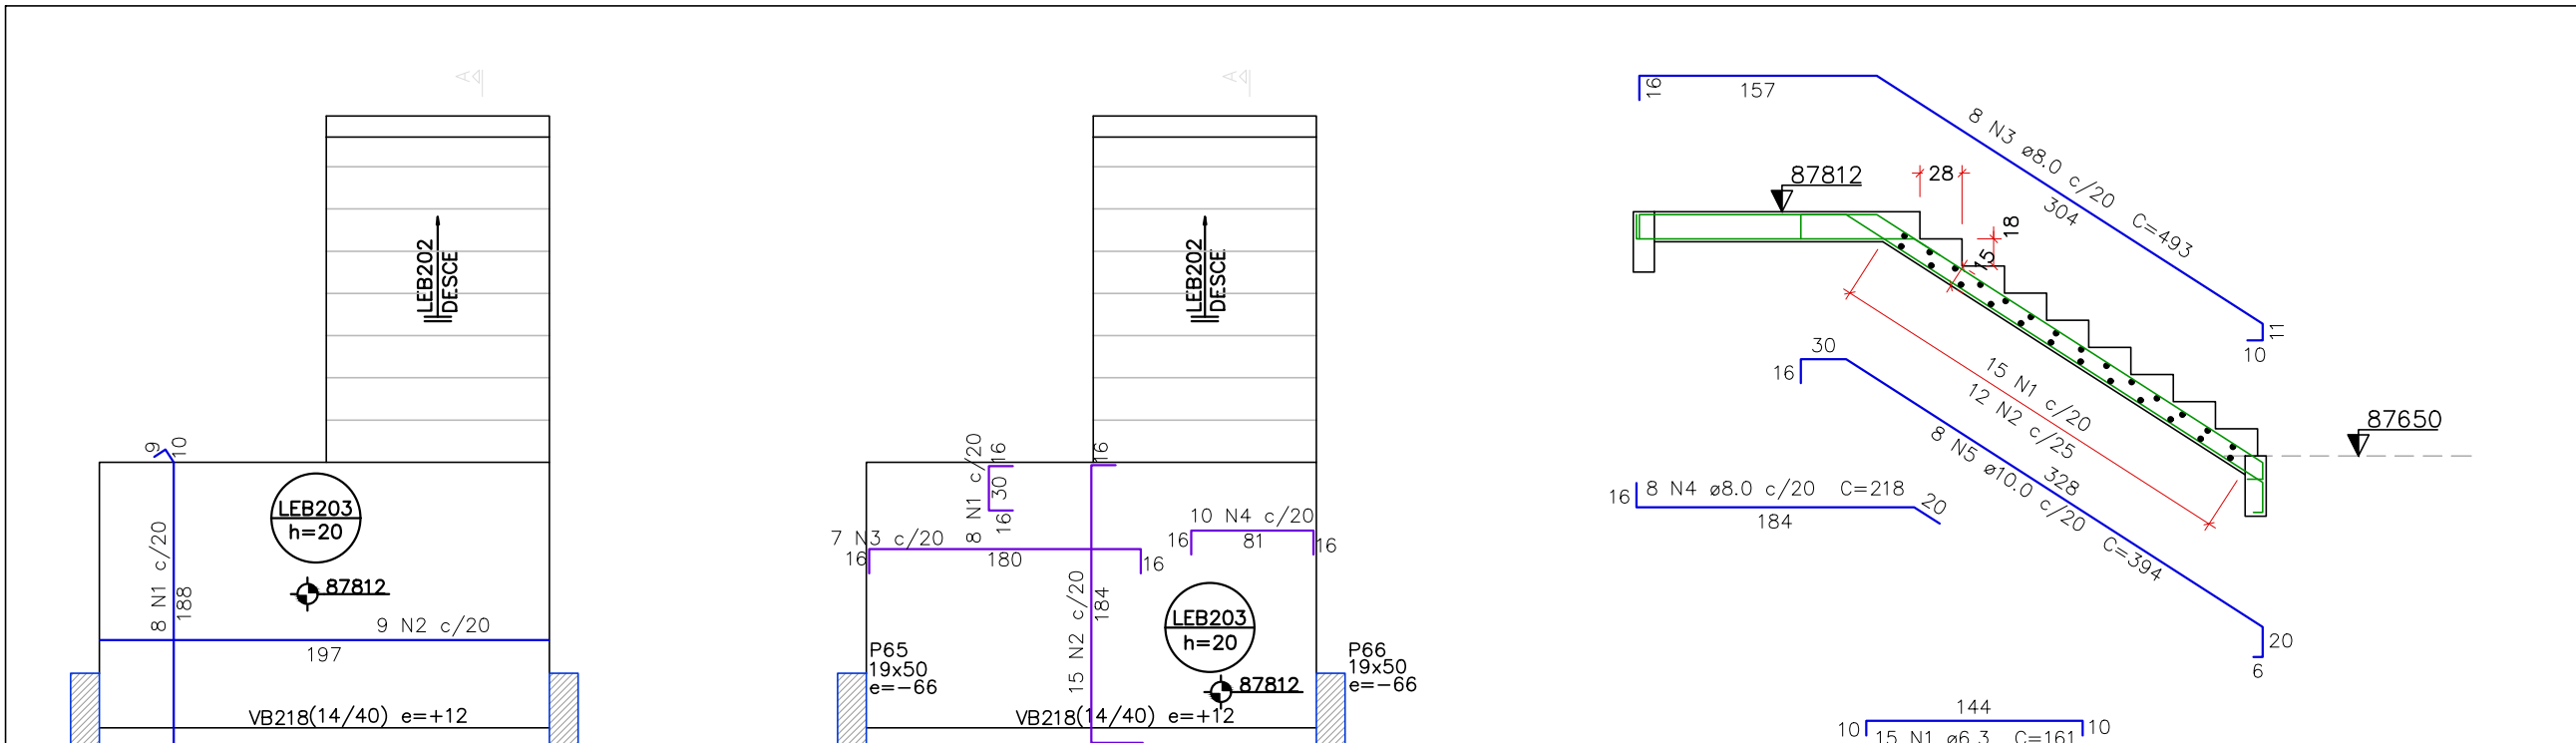 A
LEB202
DESCE
9
10
8 N1 c/20
188
LEB203
h=20
87812
9 N2 c/20
197
VB218(14/40) e=+12
A
LEB202
DESCE
8 N1 c/20
16
30
16
16
7 N3 c/20
16
180
16
10 N4 c/20
16
81
16
15 N2 c/20
184
LEB203
h=20
87812
P65
19x50
e=-66
P66
19x50
e=-66
VB218(14/40) e=+12
16
157
8 N3 ø8.0 c/20 C=493
304
11
10
87812
28
18
15
87650
15 N1 c/20
12 N2 c/25
30
16
8 N5 ø10.0 c/20 C=394
328
20
6
16
8 N4 ø8.0 c/20 C=218
184
20
144
10
10
15 N1 ø6.3 C=161